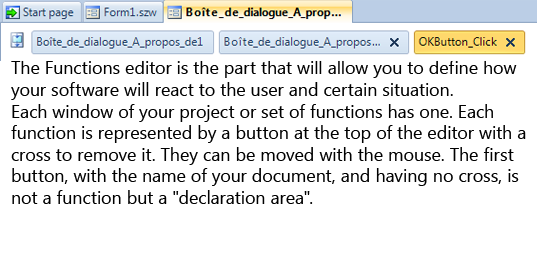 Start page Form1.szw Boîte_de_dialogue_A_prop...
Boîte_de_dialogue_A_propos_de1 Boîte_de_dialogue_A_propos... OKButton_Click
The Functions editor is the part that will allow you to define how
your software will react to the user and certain situation.
Each window of your project or set of functions has one. Each
function is represented by a button at the top of the editor with a
cross to remove it. They can be moved with the mouse. The first
button, with the name of your document, and having no cross, is
not a function but a "declaration area".